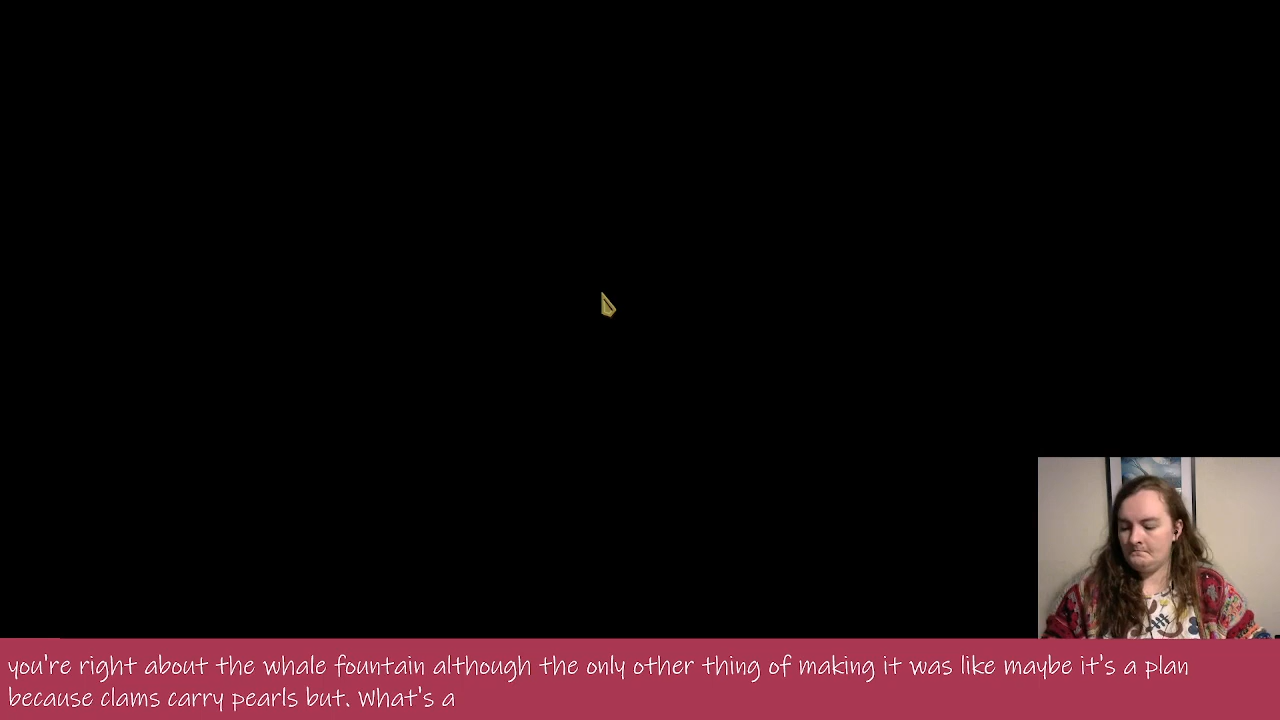 you're right about the whale fountain although the only other thing of making it was like maybe it's a plan
because clams carry pearls but. What's a